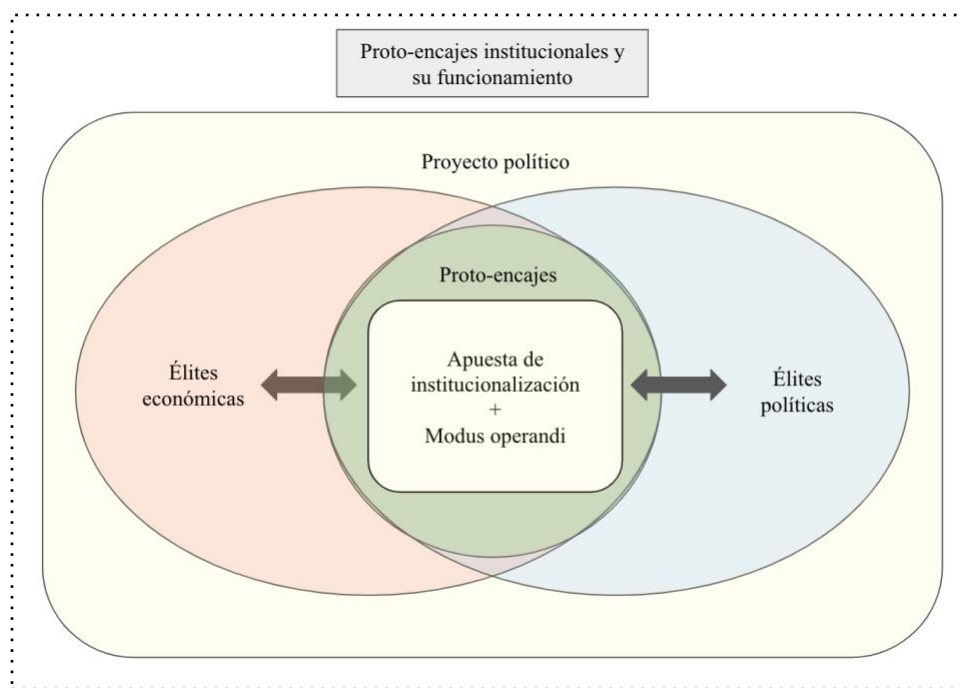 Proto-encajes institucionales y
su funcionamiento
Proyecto político
Proto-encajes
Élites
económicas
Apuesta de
institucionalización
+
Modus operandi
Élites
políticas